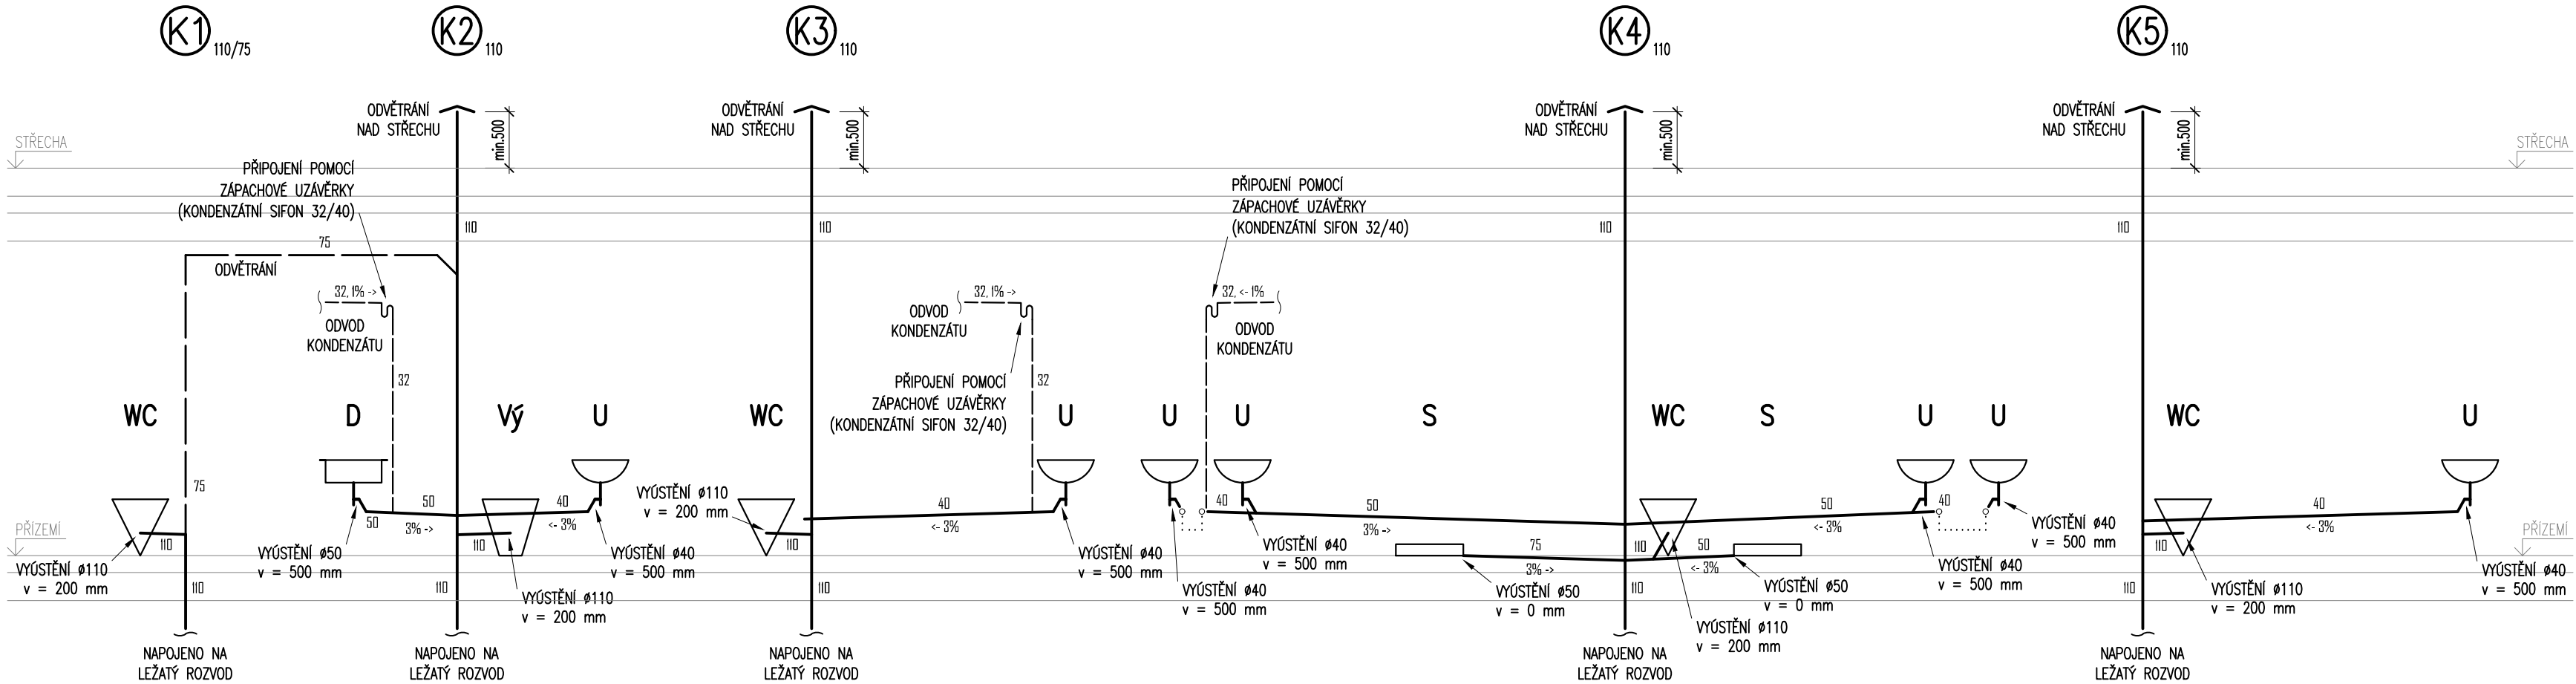 K1 110/75
K2 110
K3 110
K4 110
K5 110
ODVĚTRÁNÍ
NAD STŘECHU
min.500
ODVĚTRÁNÍ
NAD STŘECHU
min.500
ODVĚTRÁNÍ
NAD STŘECHU
min.500
ODVĚTRÁNÍ
NAD STŘECHU
min.500
STŘECHA
STŘECHA
PŘIPOJENÍ POMOCÍ
ZÁPACHOVÉ UZÁVĚRKY
(KONDENZÁTNÍ SIFON 32/40)
PŘIPOJENÍ POMOCÍ
ZÁPACHOVÉ UZÁVĚRKY
(KONDENZÁTNÍ SIFON 32/40)
110
110
110
110
75
ODVĚTRÁNÍ
32, 1% ->
ODVOD
KONDENZÁTU
32, 1% ->
ODVOD
KONDENZÁTU
32, <- 1%
ODVOD
KONDENZÁTU
32
PŘIPOJENÍ POMOCÍ
ZÁPACHOVÉ UZÁVĚRKY
(KONDENZÁTNÍ SIFON 32/40)
32
WC
D
Vý
U
WC
U
U
U
S
WC
S
U
U
WC
U
75
50
50
3% ->
40
<- 3%
110
110
VYÚSTĚNÍ ø110
v = 200 mm
110
40
<- 3%
40
50
3% ->
75
3% ->
110
50
<- 3%
50
<- 3%
40
110
40
<- 3%
PŘÍZEMÍ
PŘÍZEMÍ
VYÚSTĚNÍ ø110
v = 200 mm
VYÚSTĚNÍ ø50
v = 500 mm
VYÚSTĚNÍ ø110
v = 200 mm
VYÚSTĚNÍ ø40
v = 500 mm
VYÚSTĚNÍ ø40
v = 500 mm
VYÚSTĚNÍ ø40
v = 500 mm
VYÚSTĚNÍ ø40
v = 500 mm
VYÚSTĚNÍ ø50
v = 0 mm
VYÚSTĚNÍ ø110
v = 200 mm
VYÚSTĚNÍ ø50
v = 0 mm
VYÚSTĚNÍ ø40
v = 500 mm
VYÚSTĚNÍ ø40
v = 500 mm
VYÚSTĚNÍ ø110
v = 200 mm
VYÚSTĚNÍ ø40
v = 500 mm
110
110
110
110
110
NAPOJENO NA
LEŽATÝ ROZVOD
NAPOJENO NA
LEŽATÝ ROZVOD
NAPOJENO NA
LEŽATÝ ROZVOD
NAPOJENO NA
LEŽATÝ ROZVOD
NAPOJENO NA
LEŽATÝ ROZVOD